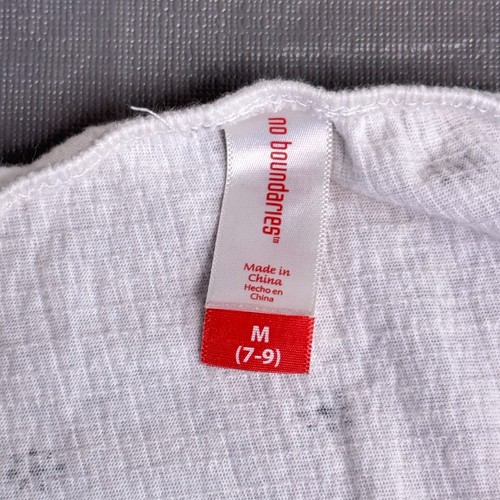 no boundaries™
Made in
China
Hecho en
China
M
(7-9)